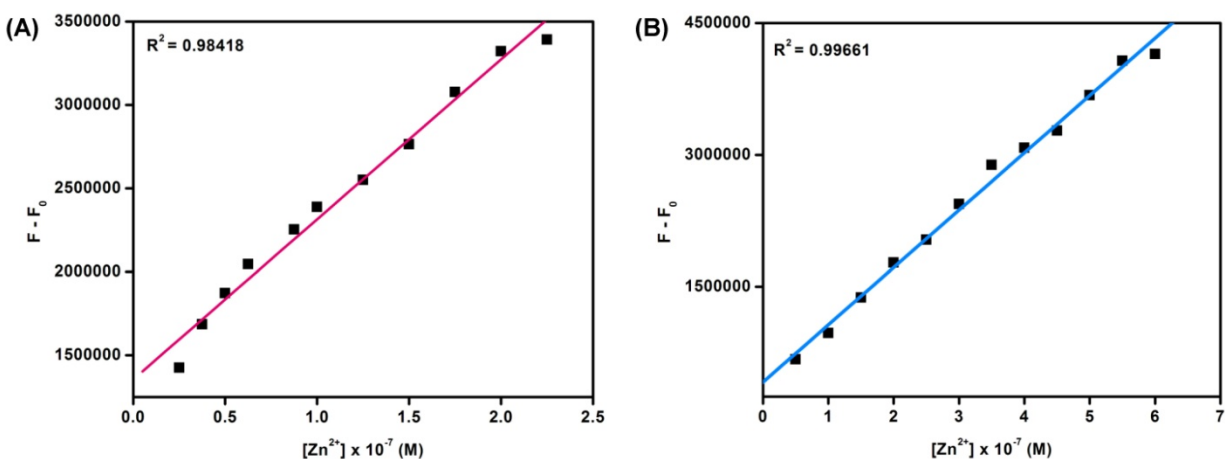 (A)
R² = 0.98418
3500000
3000000
2500000
2000000
1500000
F - F₀
0.0 0.5 1.0 1.5 2.0 2.5
[Zn²⁺] x 10⁻⁷ (M)
(B)
R² = 0.99661
4500000
3000000
1500000
F - F₀
0 1 2 3 4 5 6 7
[Zn²⁺] x 10⁻⁷ (M)